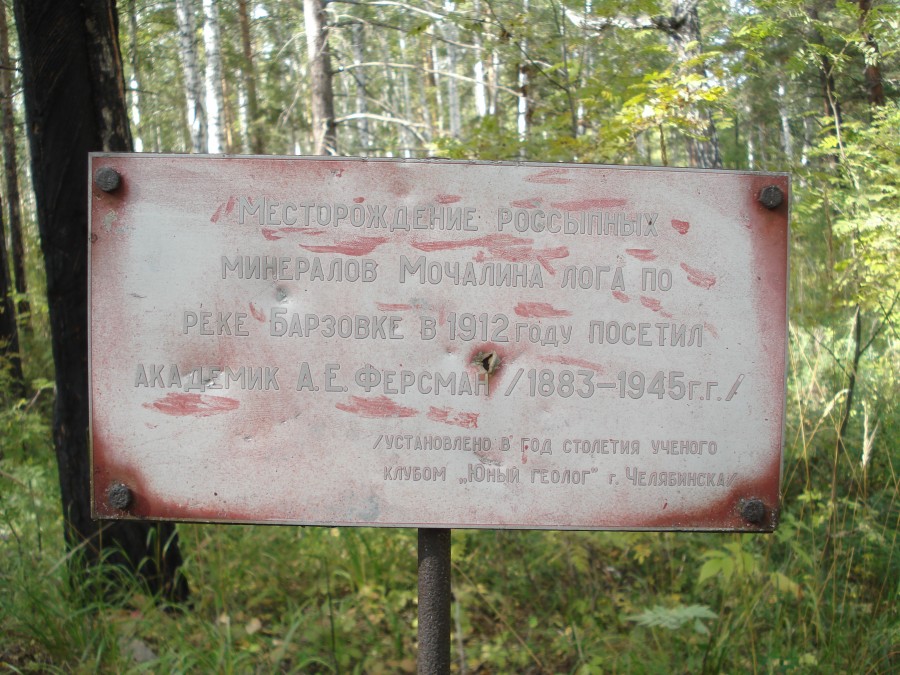 Месторождение россыпных
минералов Мочалина лога по
реке Барзовке в 1912 году посетил
академик А.Е.Ферсман /1883-1945г.г./
/установлено в год столетия ученого
клубом „Юный геолог" г. Челябинска/